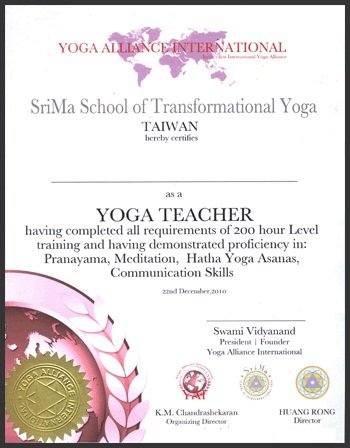 YOGA ALLIANCE INTERNATIONAL
India's first International Yoga Alliance
SriMa School of Transformational Yoga
TAIWAN
hereby certifies
as a
YOGA TEACHER
having completed all requirements of 200 hour Level
training and having demonstrated proficiency in:
Pranayama, Meditation, Hatha Yoga Asanas,
Communication Skills
22nd December,2010
Swami Vidyanand
President | Founder
Yoga Alliance International
YOGA ALLIANCE
INTERNATIONAL
YAI
SriMa
K.M. Chandrashekaran
Organizing Director
HUANG RONG
Director